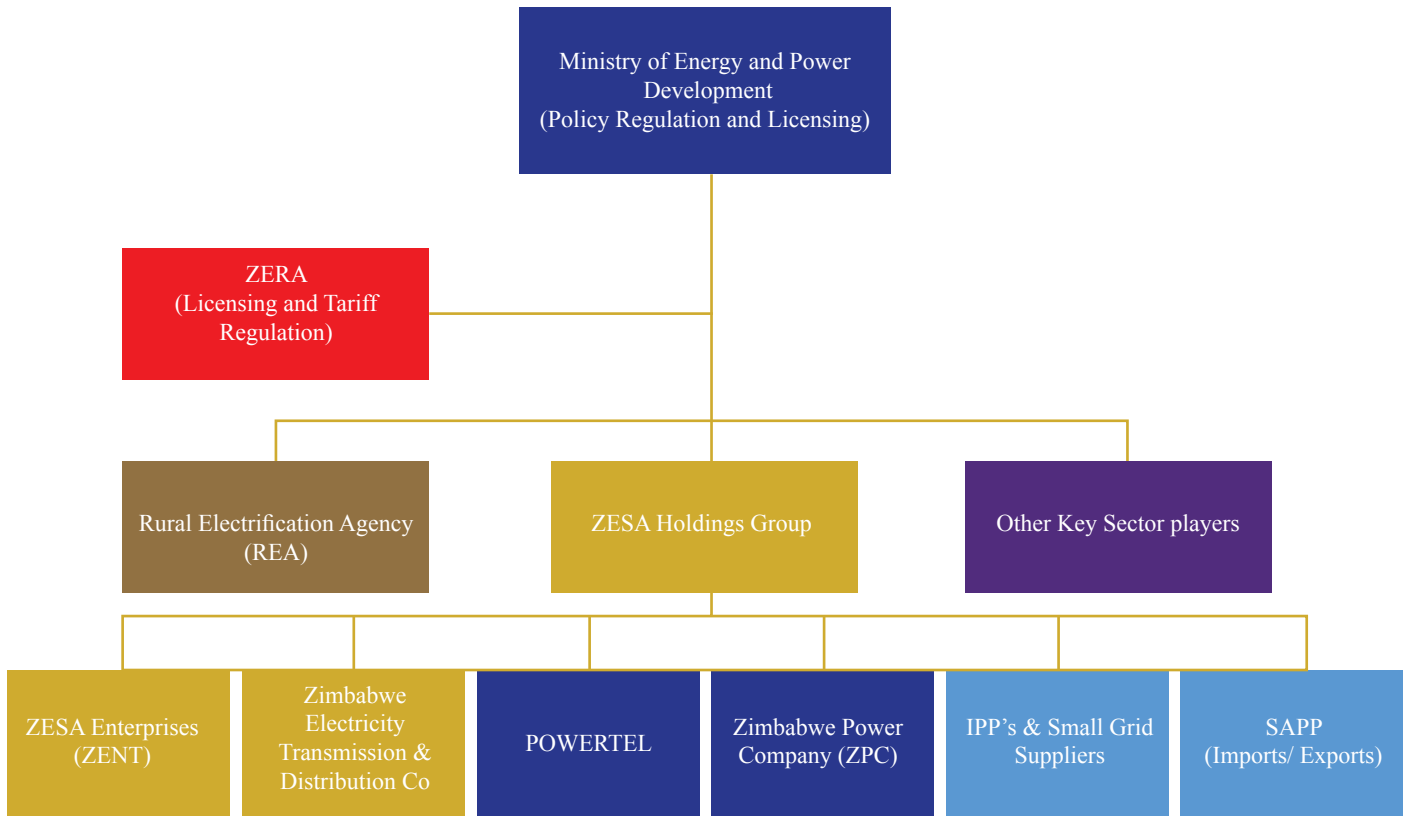 Ministry of Energy and Power
Development
(Policy Regulation and Licensing)
ZERA
(Licensing and Tariff
Regulation)
Rural Electrification Agency
(REA)
ZESA Holdings Group
Other Key Sector players
ZESA Enterprises
(ZENT)
Zimbabwe
Electricity
Transmission &
Distribution Co
POWERTEL
Zimbabwe Power
Company (ZPC)
IPP’s & Small Grid
Suppliers
SAPP
(Imports/ Exports)